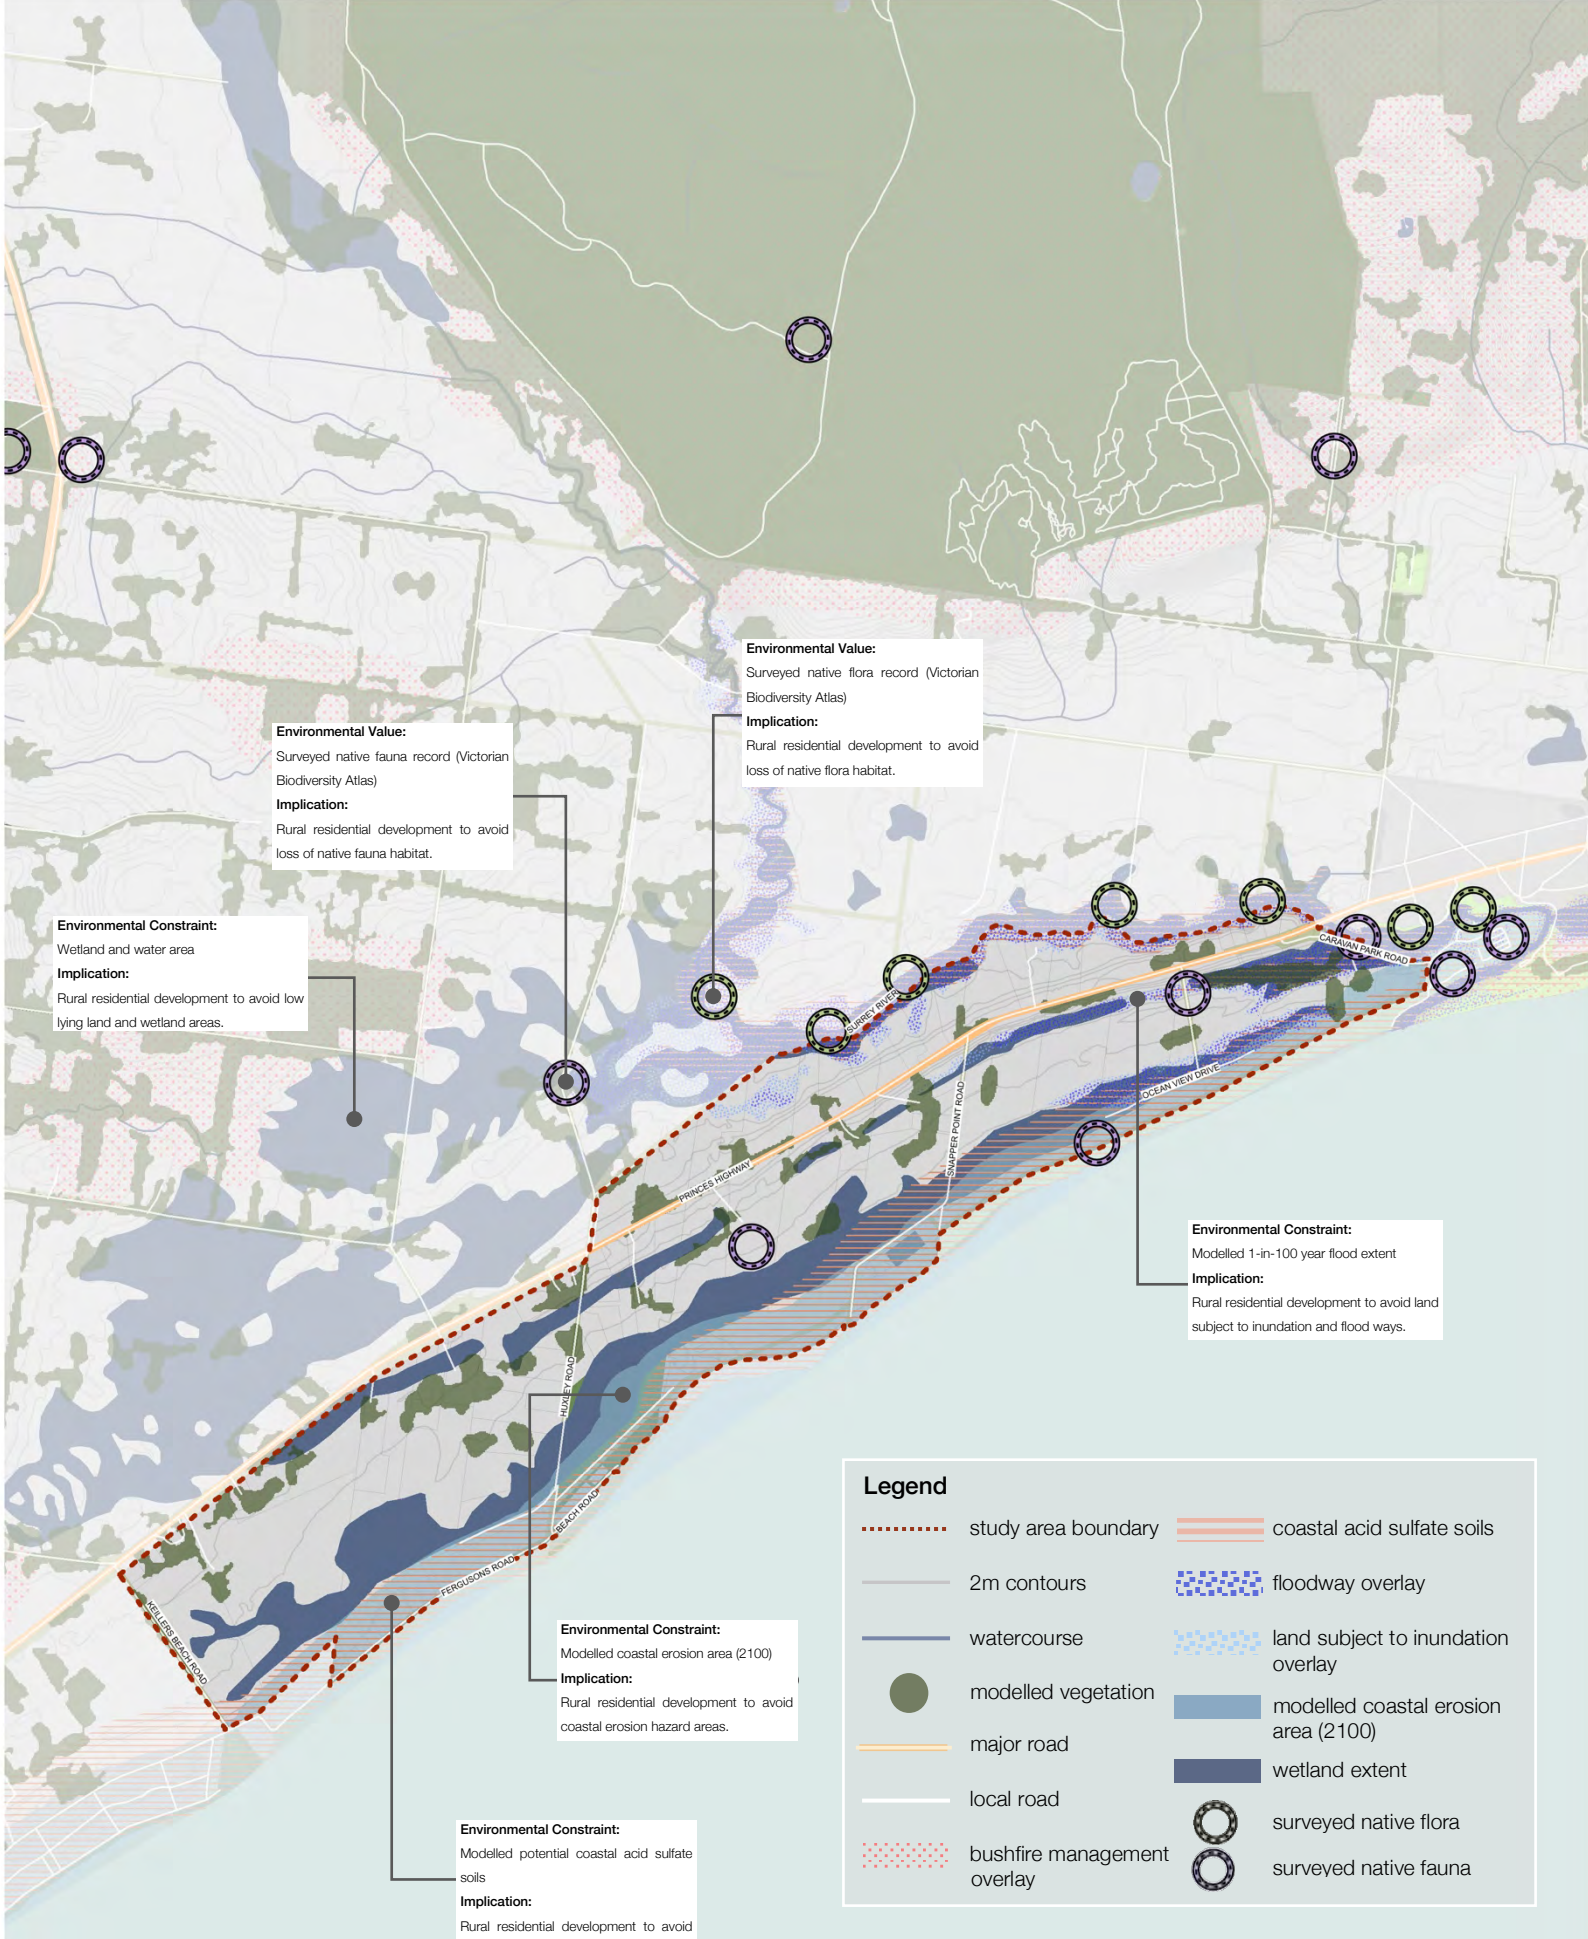 Environmental Value:
Surveyed native flora record (Victorian
Biodiversity Atlas)
Implication:
Rural residential development to avoid
loss of native flora habitat.
Environmental Value:
Surveyed native fauna record (Victorian
Biodiversity Atlas)
Implication:
Rural residential development to avoid
loss of native fauna habitat.
Environmental Constraint:
Wetland and water area
Implication:
Rural residential development to avoid low
lying land and wetland areas.
CARAVAN PARK ROAD
SURREY RIVER
OCEAN VIEW DRIVE
SNAPPER POINT ROAD
PRINCES HIGHWAY
Environmental Constraint:
Modelled 1-in-100 year flood extent
Implication:
Rural residential development to avoid land
subject to inundation and flood ways.
HUXLEY ROAD
BEACH ROAD
FERGUSONS ROAD
KEILLERS BEACH ROAD
Environmental Constraint:
Modelled coastal erosion area (2100)
Implication:
Rural residential development to avoid
coastal erosion hazard areas.
Environmental Constraint:
Modelled potential coastal acid sulfate
soils
Implication:
Rural residential development to avoid
Legend
study area boundary
2m contours
watercourse
modelled vegetation
major road
local road
bushfire management
overlay
coastal acid sulfate soils
floodway overlay
land subject to inundation
overlay
modelled coastal erosion
area (2100)
wetland extent
surveyed native flora
surveyed native fauna